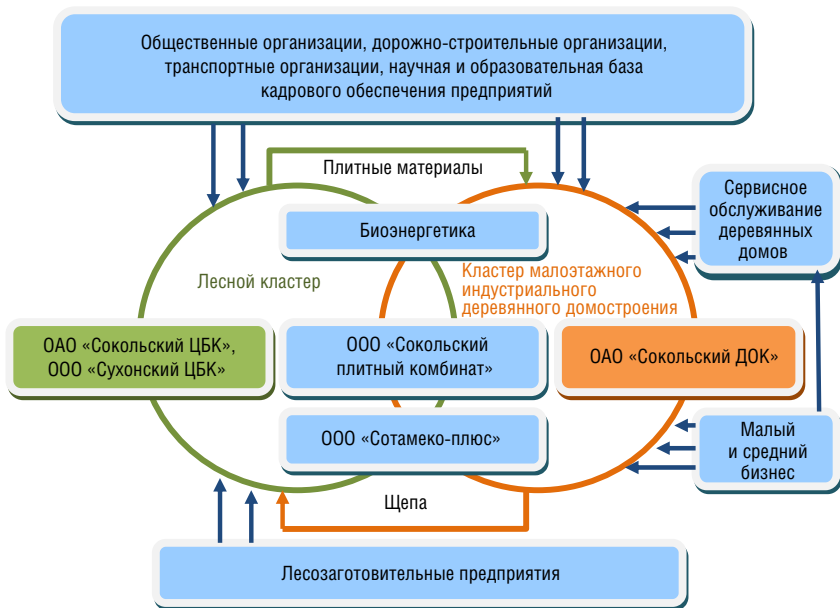 Общественные организации, дорожно-строительные организации,
транспортные организации, научная и образовательная база
кадрового обеспечения предприятий
Плитные материалы
Сервисное
обслуживание
деревянных
домов
Биоэнергетика
Лесной кластер
Кластер малоэтажного
индустриального
деревянного домостроения
ОАО «Сокольский ЦБК»,
ООО «Сухонский ЦБК»
ООО «Сокольский
плитный комбинат»
ОАО «Сокольский ДОК»
ООО «Сотамеко-плюс»
Малый
и средний
бизнес
Щепа
Лесозаготовительные предприятия